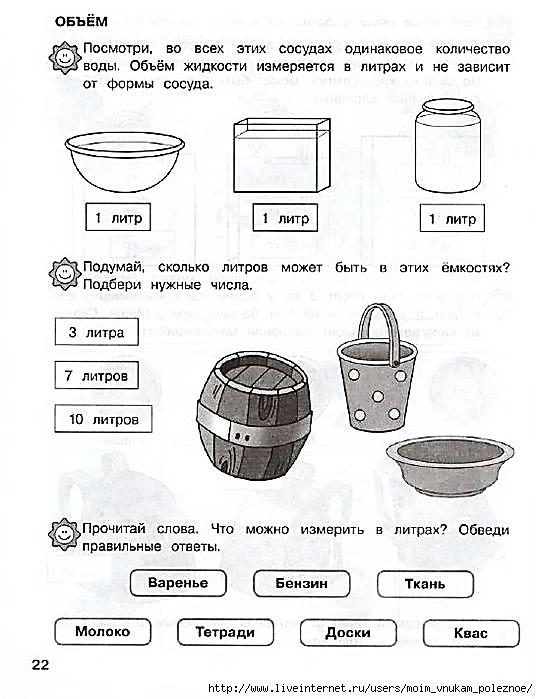 ОБЪЁМ
Посмотри, во всех этих сосудах одинаковое количество
воды. Объём жидкости измеряется в литрах и не зависит
от формы сосуда.
1 литр
1 литр
1 литр
Подумай, сколько литров может быть в этих ёмкостях?
Подбери нужные числа.
3 литра
7 литров
10 литров
Прочитай слова. Что можно измерить в литрах? Обведи
правильные ответы.
Варенье
Бензин
Ткань
Молоко
Тетради
Доски
Квас
22
http://www.liveinternet.ru/users/moim_vnukam_poleznoe/